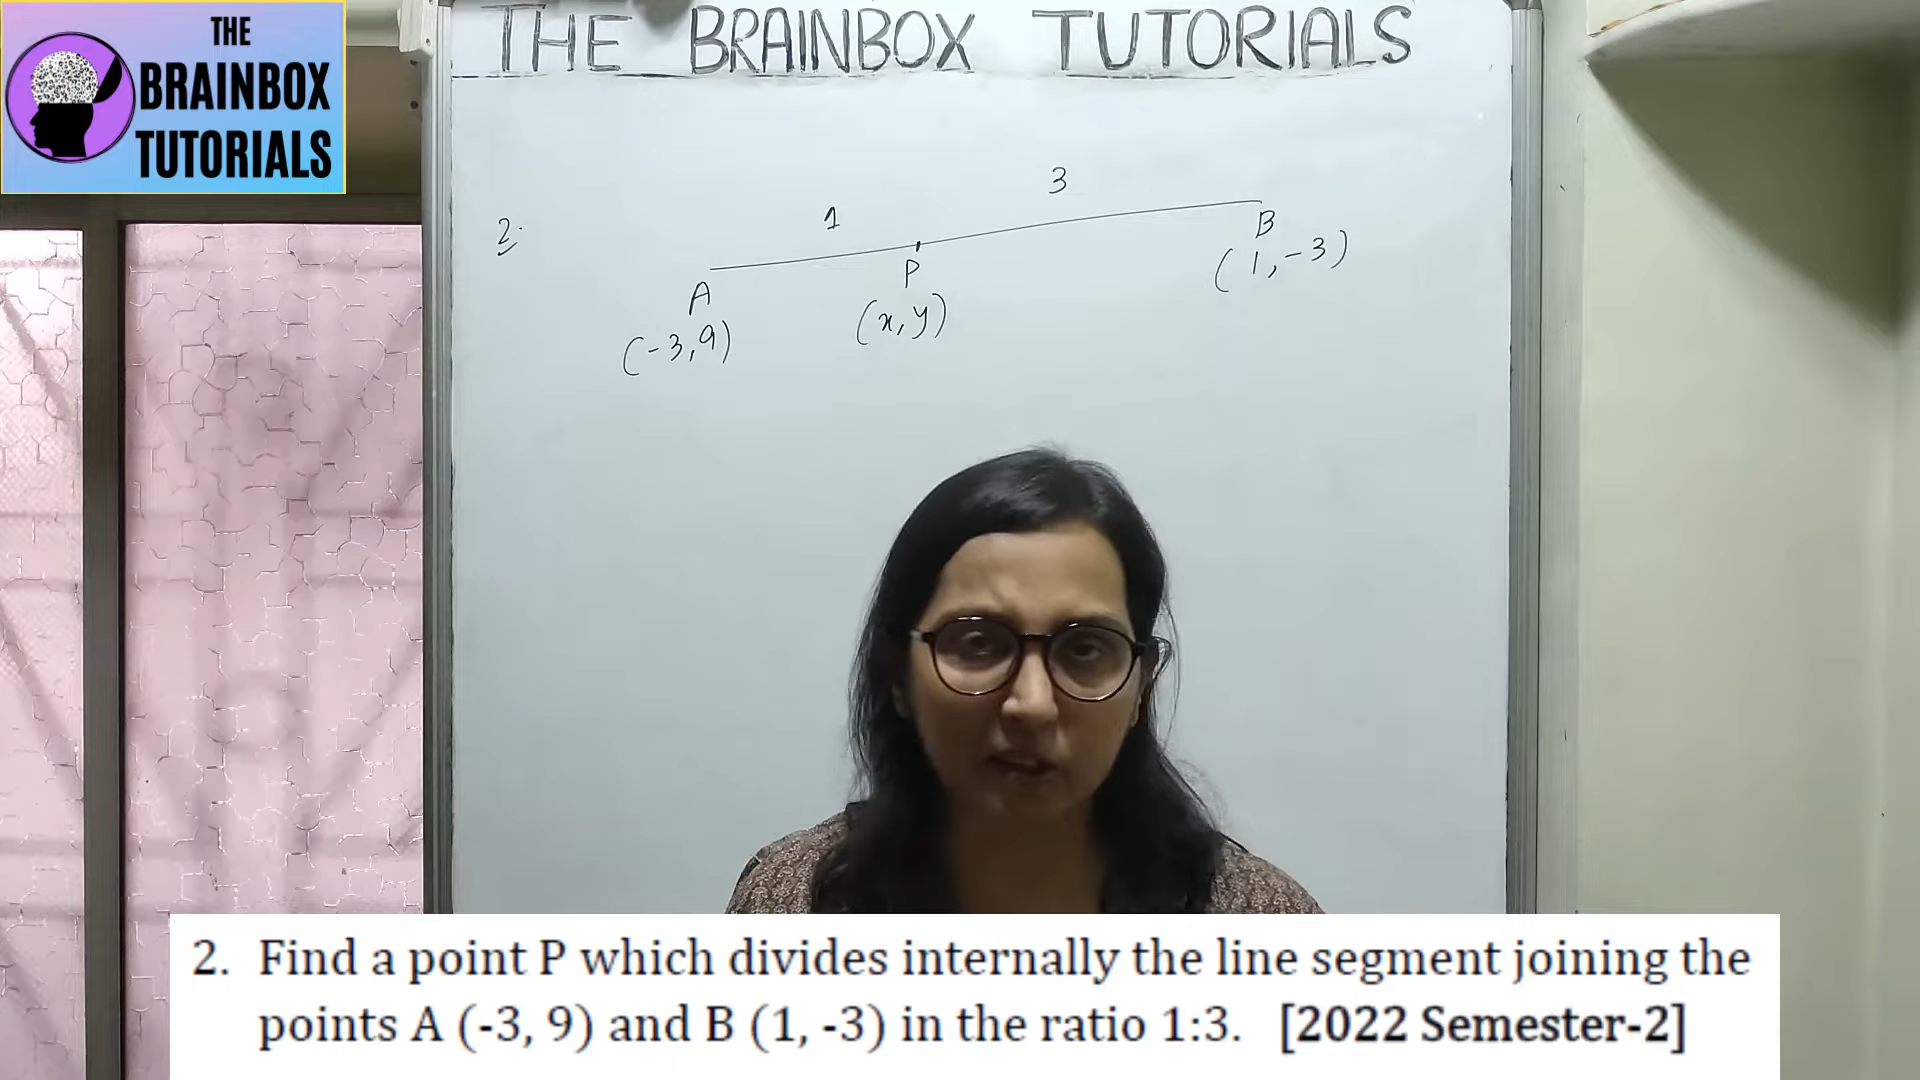 THE
BRAINBOX
TUTORIALS
THE BRAINBOX TUTORIALS
2.
1
3
A
(-3,9)
P
(x,y)
B
(1,-3)
2. Find a point P which divides internally the line segment joining the
points A (-3, 9) and B (1, -3) in the ratio 1:3. [2022 Semester-2]